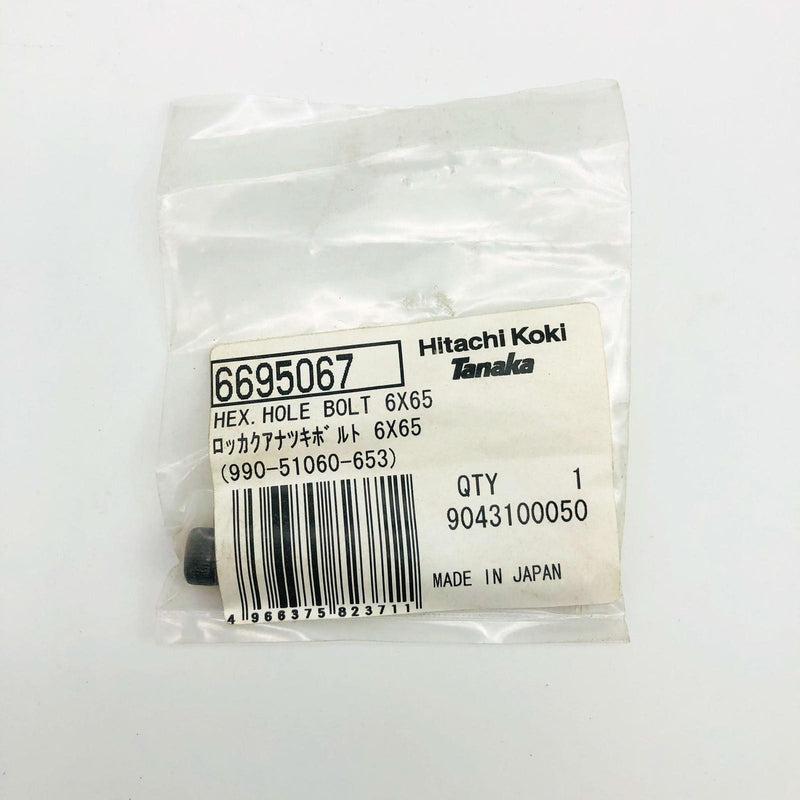 6695067
Hitachi Koki
Tanaka
HEX. HOLE BOLT 6X65
ロッカクアナツキボルト 6X65
(990-51060-653)
QTY 1
9043100050
MADE IN JAPAN
4 966375 823711